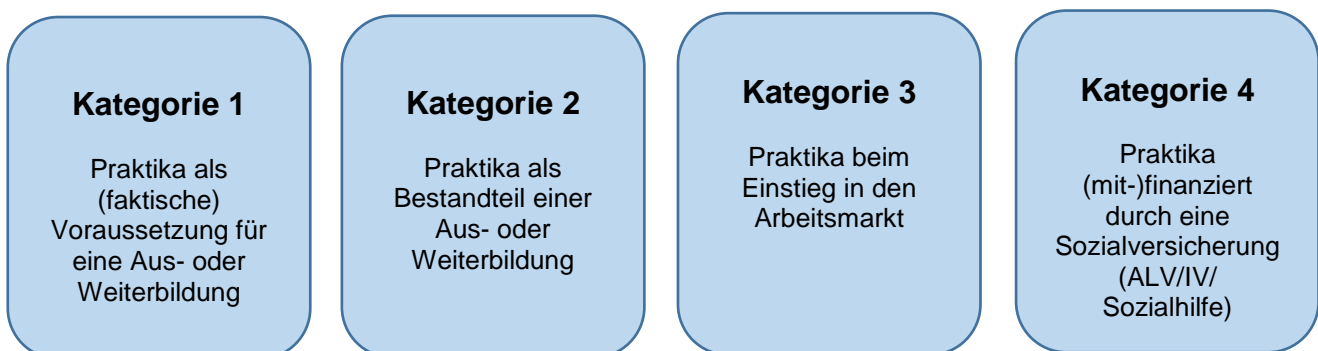 Kategorie 1
Praktika als
(faktische)
Voraussetzung für
eine Aus- oder
Weiterbildung
Kategorie 2
Praktika als
Bestandteil einer
Aus- oder
Weiterbildung
Kategorie 3
Praktika beim
Einstieg in den
Arbeitsmarkt
Kategorie 4
Praktika
(mit-)finanziert
durch eine
Sozialversicherung
(ALV/IV/
Sozialhilfe)